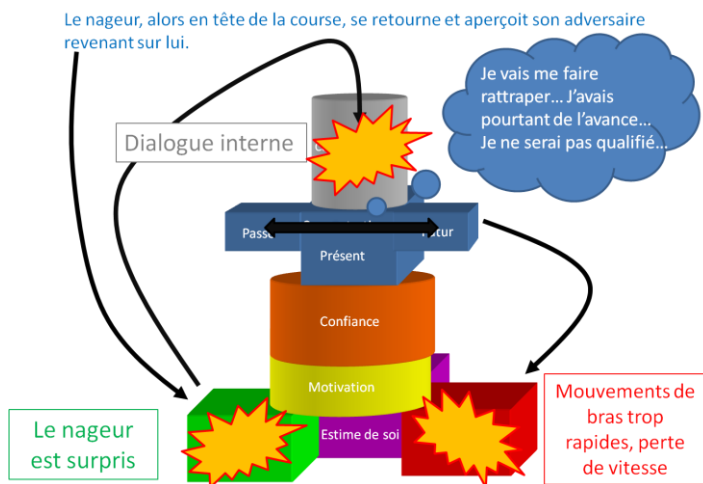 Le nageur, alors en tête de la course, se retourne et aperçoit son adversaire
revenant sur lui.
Je vais me faire
rattraper… J’avais
pourtant de l’avance…
Je ne serai pas qualifié…
Dialogue interne
Présent
Confiance
Motivation
Estime de soi
Le nageur
est surpris
Mouvements de
bras trop
rapides, perte
de vitesse